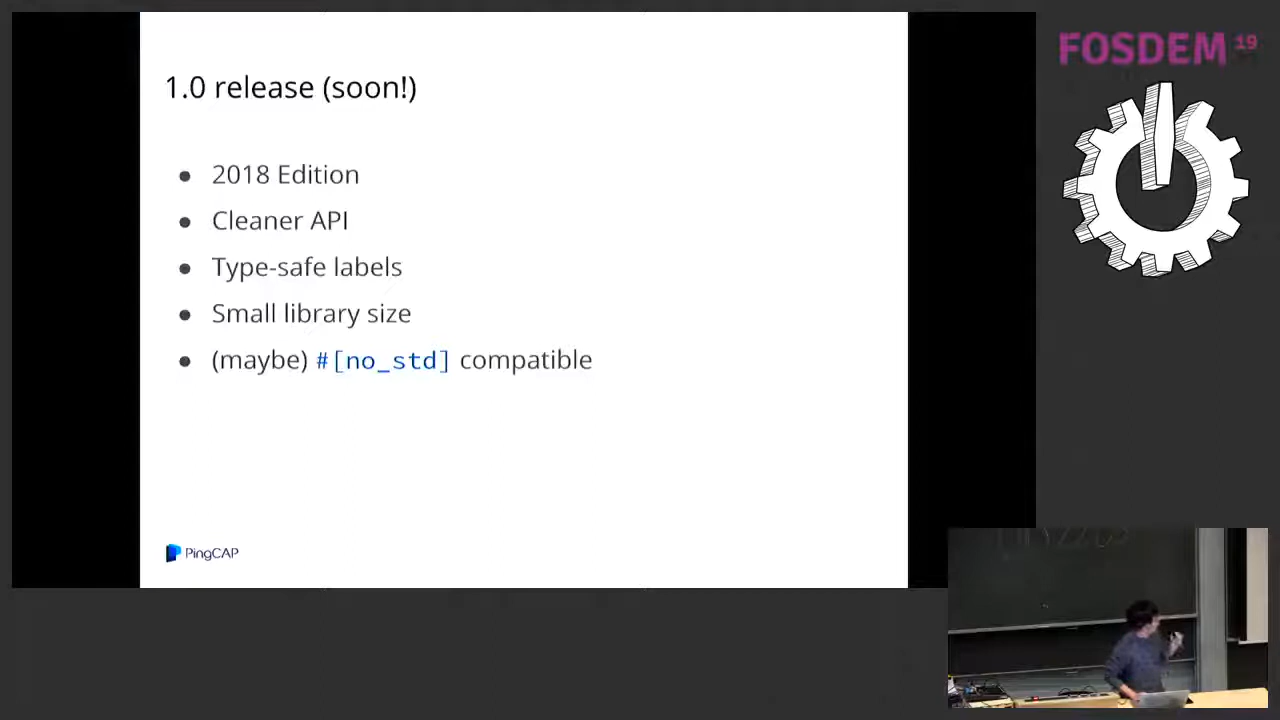 1.0 release (soon!)
● 2018 Edition
● Cleaner API
● Type-safe labels
● Small library size
● (maybe) #[no_std] compatible
PingCAP
FOSDEM 19